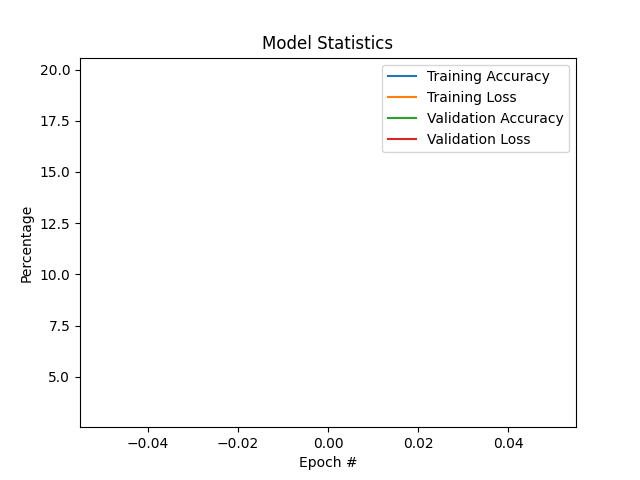 Model Statistics
Training Accuracy
Training Loss
Validation Accuracy
Validation Loss
20.0
17.5
15.0
12.5
10.0
7.5
5.0
Percentage
−0.04 −0.02 0.00 0.02 0.04
Epoch #